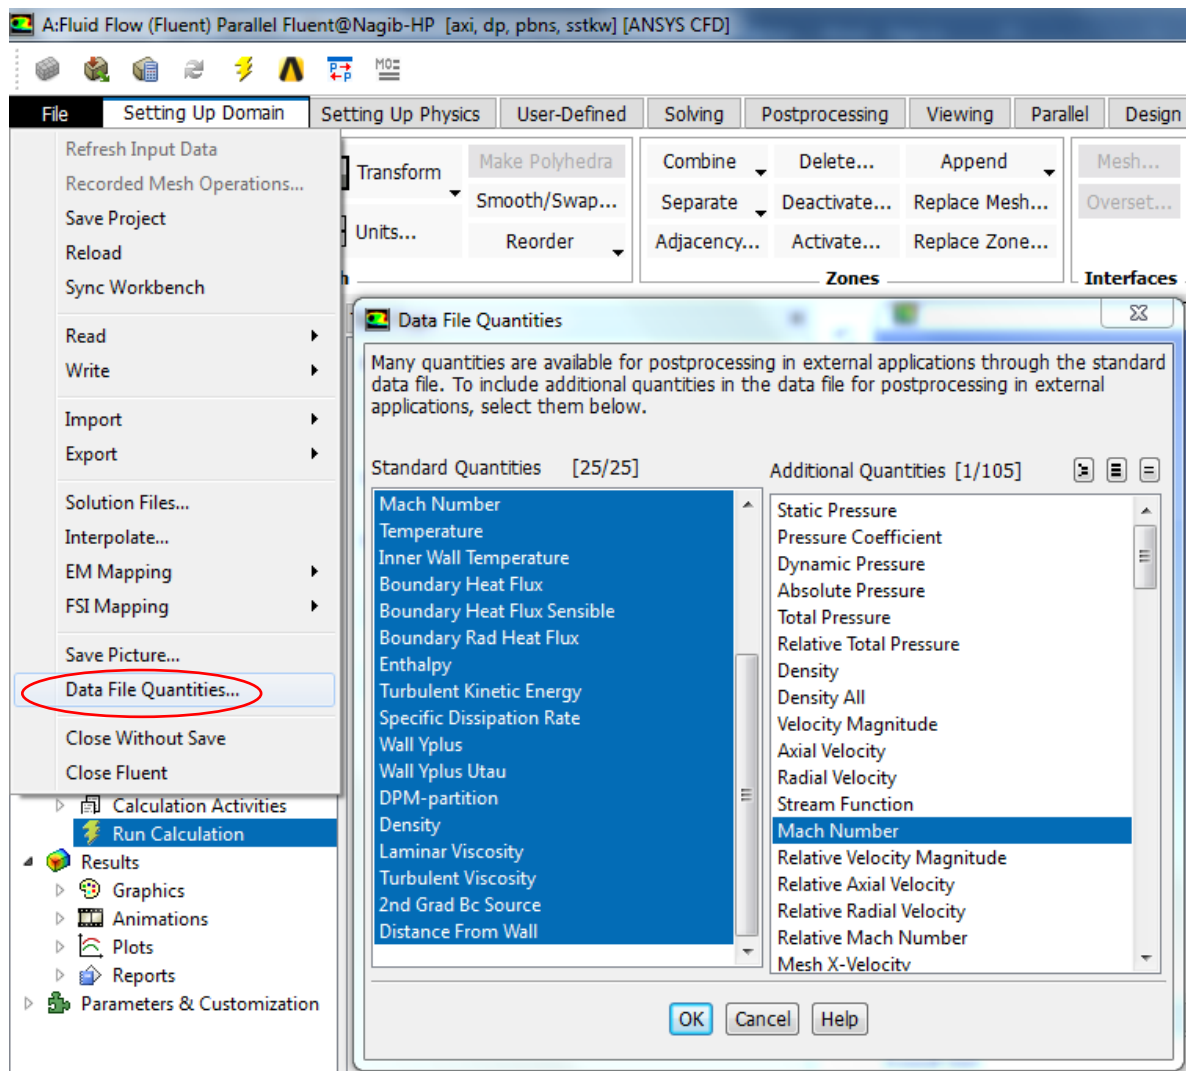 A:Fluid Flow (Fluent) Parallel Fluent@Nagib-HP [axi, dp, pbns, sstkw] [ANSYS CFD]
File Setting Up Domain Setting Up Physics User-Defined Solving Postprocessing Viewing Parallel Design
Refresh Input Data
Recorded Mesh Operations...
Save Project
Reload
Sync Workbench
Read
Write
Import
Export
Solution Files...
Interpolate...
EM Mapping
FSI Mapping
Save Picture...
Data File Quantities...
Close Without Save
Close Fluent
Transform
Units...
Make Polyhedra
Smooth/Swap...
Reorder
Combine
Separate
Adjacency...
Delete...
Deactivate...
Activate...
Append
Replace Mesh...
Replace Zone...
Zones
Mesh...
Overset...
Interfaces
Data File Quantities
Many quantities are available for postprocessing in external applications through the standard
data file. To include additional quantities in the data file for postprocessing in external
applications, select them below.
Standard Quantities [25/25]
Mach Number
Temperature
Inner Wall Temperature
Boundary Heat Flux
Boundary Heat Flux Sensible
Boundary Rad Heat Flux
Enthalpy
Turbulent Kinetic Energy
Specific Dissipation Rate
Wall Yplus
Wall Yplus Utau
DPM-partition
Density
Laminar Viscosity
Turbulent Viscosity
2nd Grad Bc Source
Distance From Wall
Additional Quantities [1/105]
Static Pressure
Pressure Coefficient
Dynamic Pressure
Absolute Pressure
Total Pressure
Relative Total Pressure
Density
Density All
Velocity Magnitude
Axial Velocity
Radial Velocity
Stream Function
Mach Number
Relative Velocity Magnitude
Relative Axial Velocity
Relative Radial Velocity
Relative Mach Number
Mesh X-Velocity
OK Cancel Help
Calculation Activities
Run Calculation
Results
Graphics
Animations
Plots
Reports
Parameters & Customization